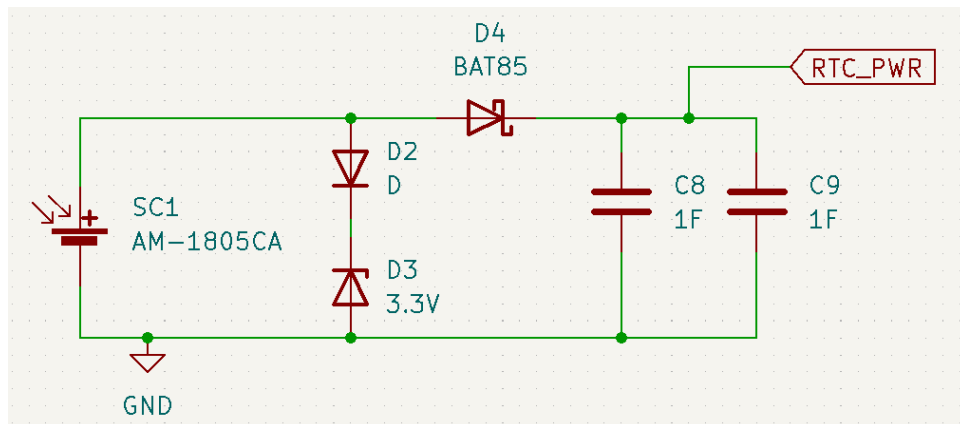 D4
BAT85
RTC_PWR
D2
D
C8
1F
C9
1F
SC1
AM-1805CA
+
D3
3.3V
GND